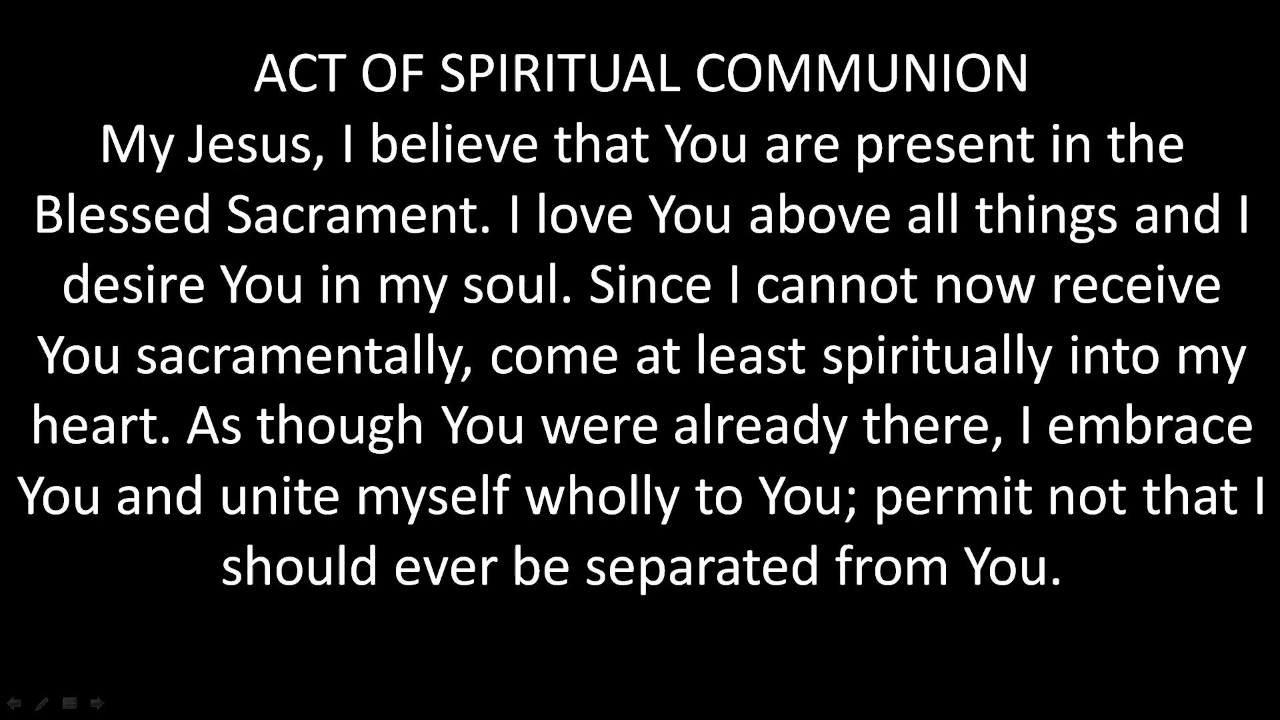 ACT OF SPIRITUAL COMMUNION
My Jesus, I believe that You are present in the
Blessed Sacrament. I love You above all things and I
desire You in my soul. Since I cannot now receive
You sacramentally, come at least spiritually into my
heart. As though You were already there, I embrace
You and unite myself wholly to You; permit not that I
should ever be separated from You.